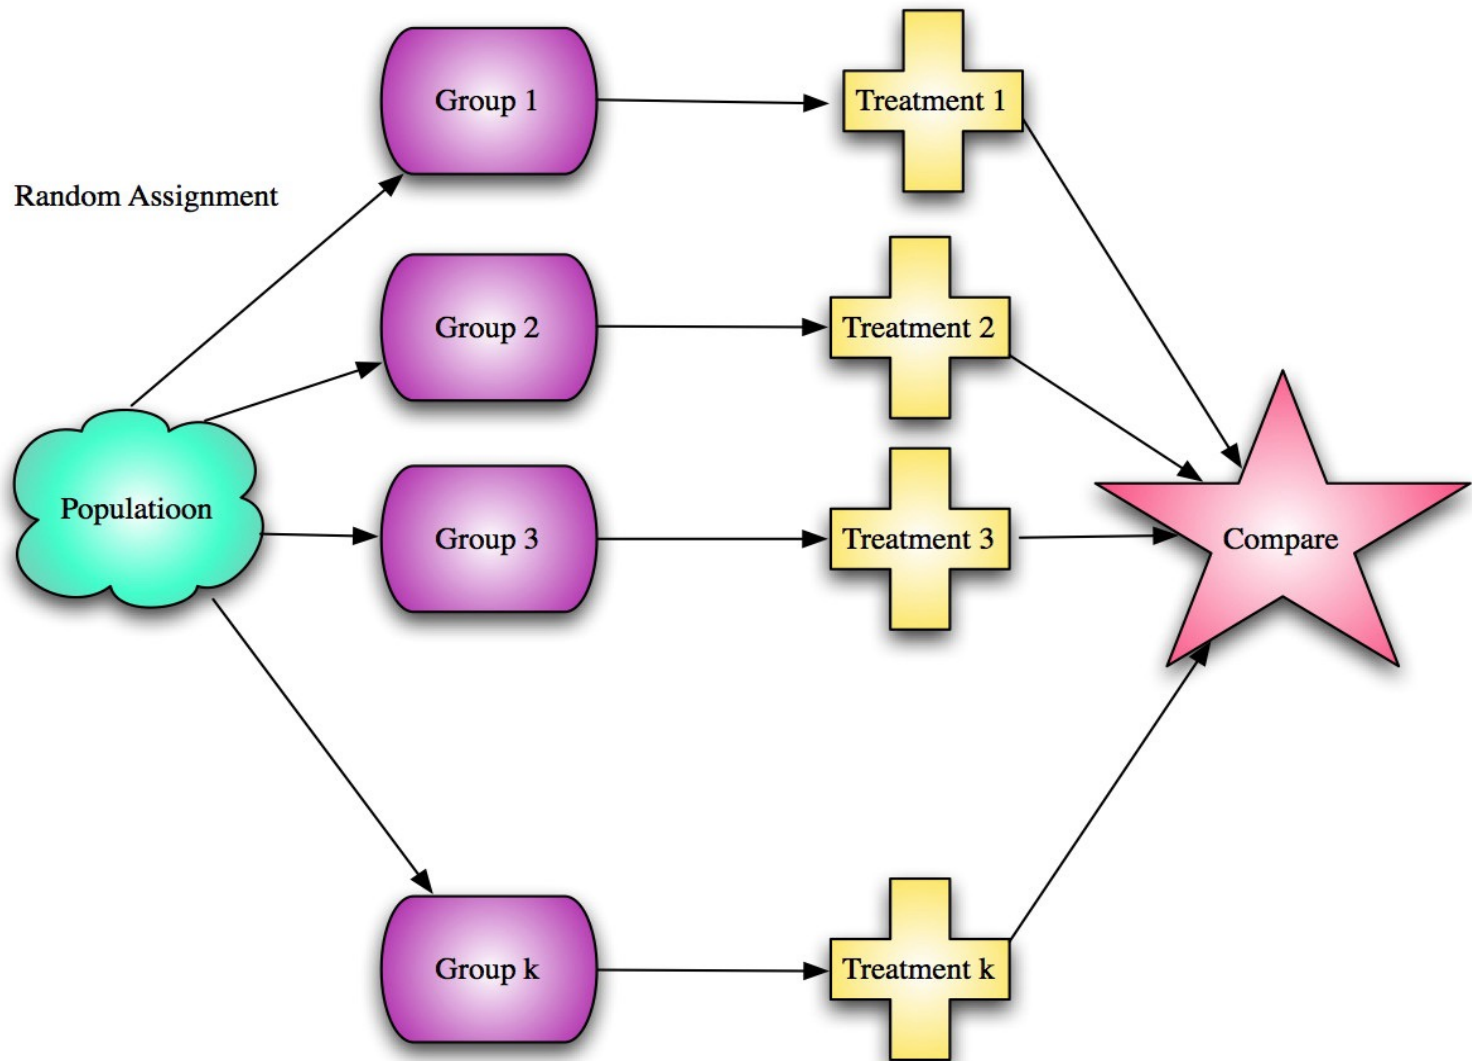 Group 1
Treatment 1
Random Assignment
Group 2
Treatment 2
Populatioon
Group 3
Treatment 3
Compare
Group k
Treatment k